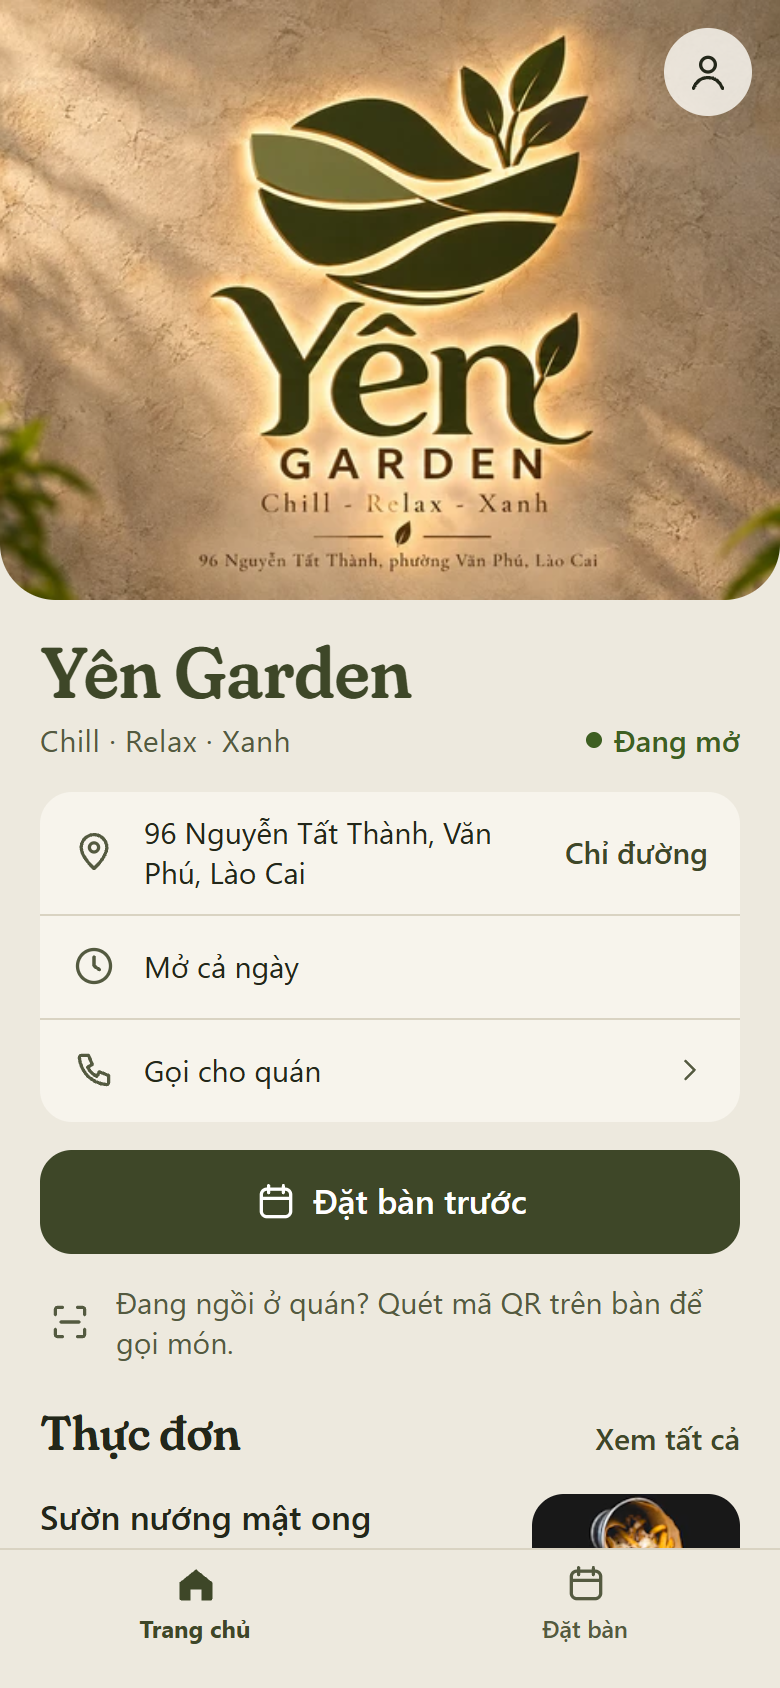 Yên
GARDEN
Chill - Relax - Xanh
96 Nguyễn Tất Thành, phường Văn Phú, Lào Cai
Yên Garden
Chill · Relax · Xanh
Đang mở
96 Nguyễn Tất Thành, Văn
Phú, Lào Cai
Chỉ đường
Mở cả ngày
Gọi cho quán
Đặt bàn trước
Đang ngồi ở quán? Quét mã QR trên bàn để
gọi món.
Thực đơn
Xem tất cả
Sườn nướng mật ong
Trang chủ
Đặt bàn